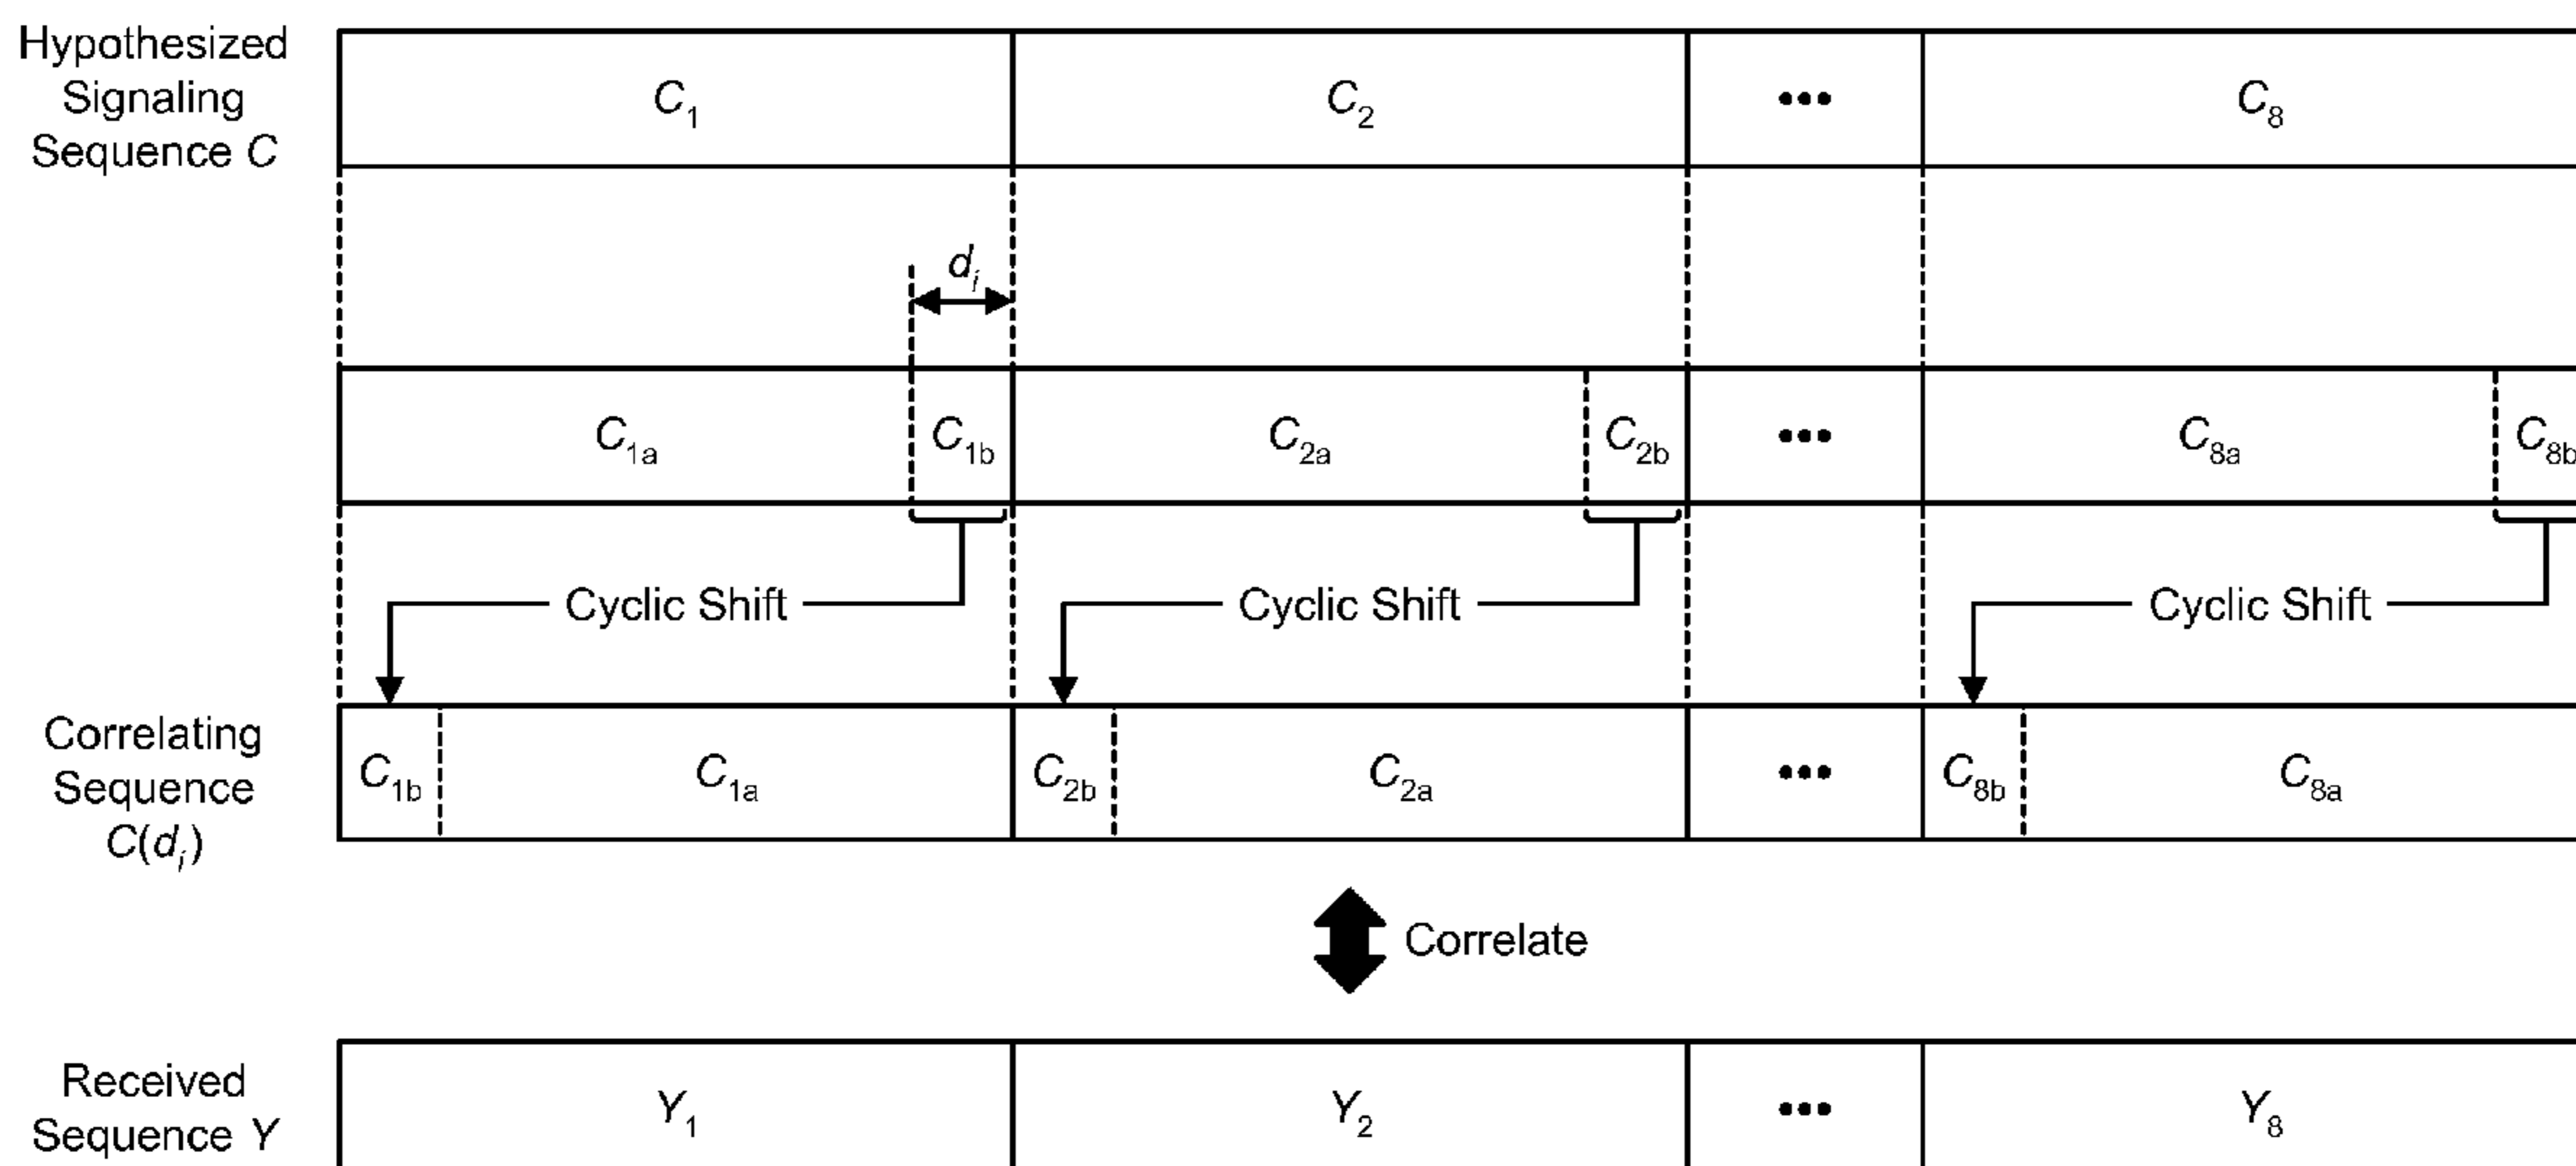 Hypothesized
Signaling
Sequence C
C₁ C₂ ••• C₈
dᵢ
C₁ₐ C₁b C₂ₐ C₂b ••• C₈ₐ C₈b
Cyclic Shift Cyclic Shift Cyclic Shift
Correlating
Sequence
C(dᵢ)
C₁b C₁ₐ C₂b C₂ₐ ••• C₈b C₈ₐ
Correlate
Received
Sequence Y
Y₁ Y₂ ••• Y₈